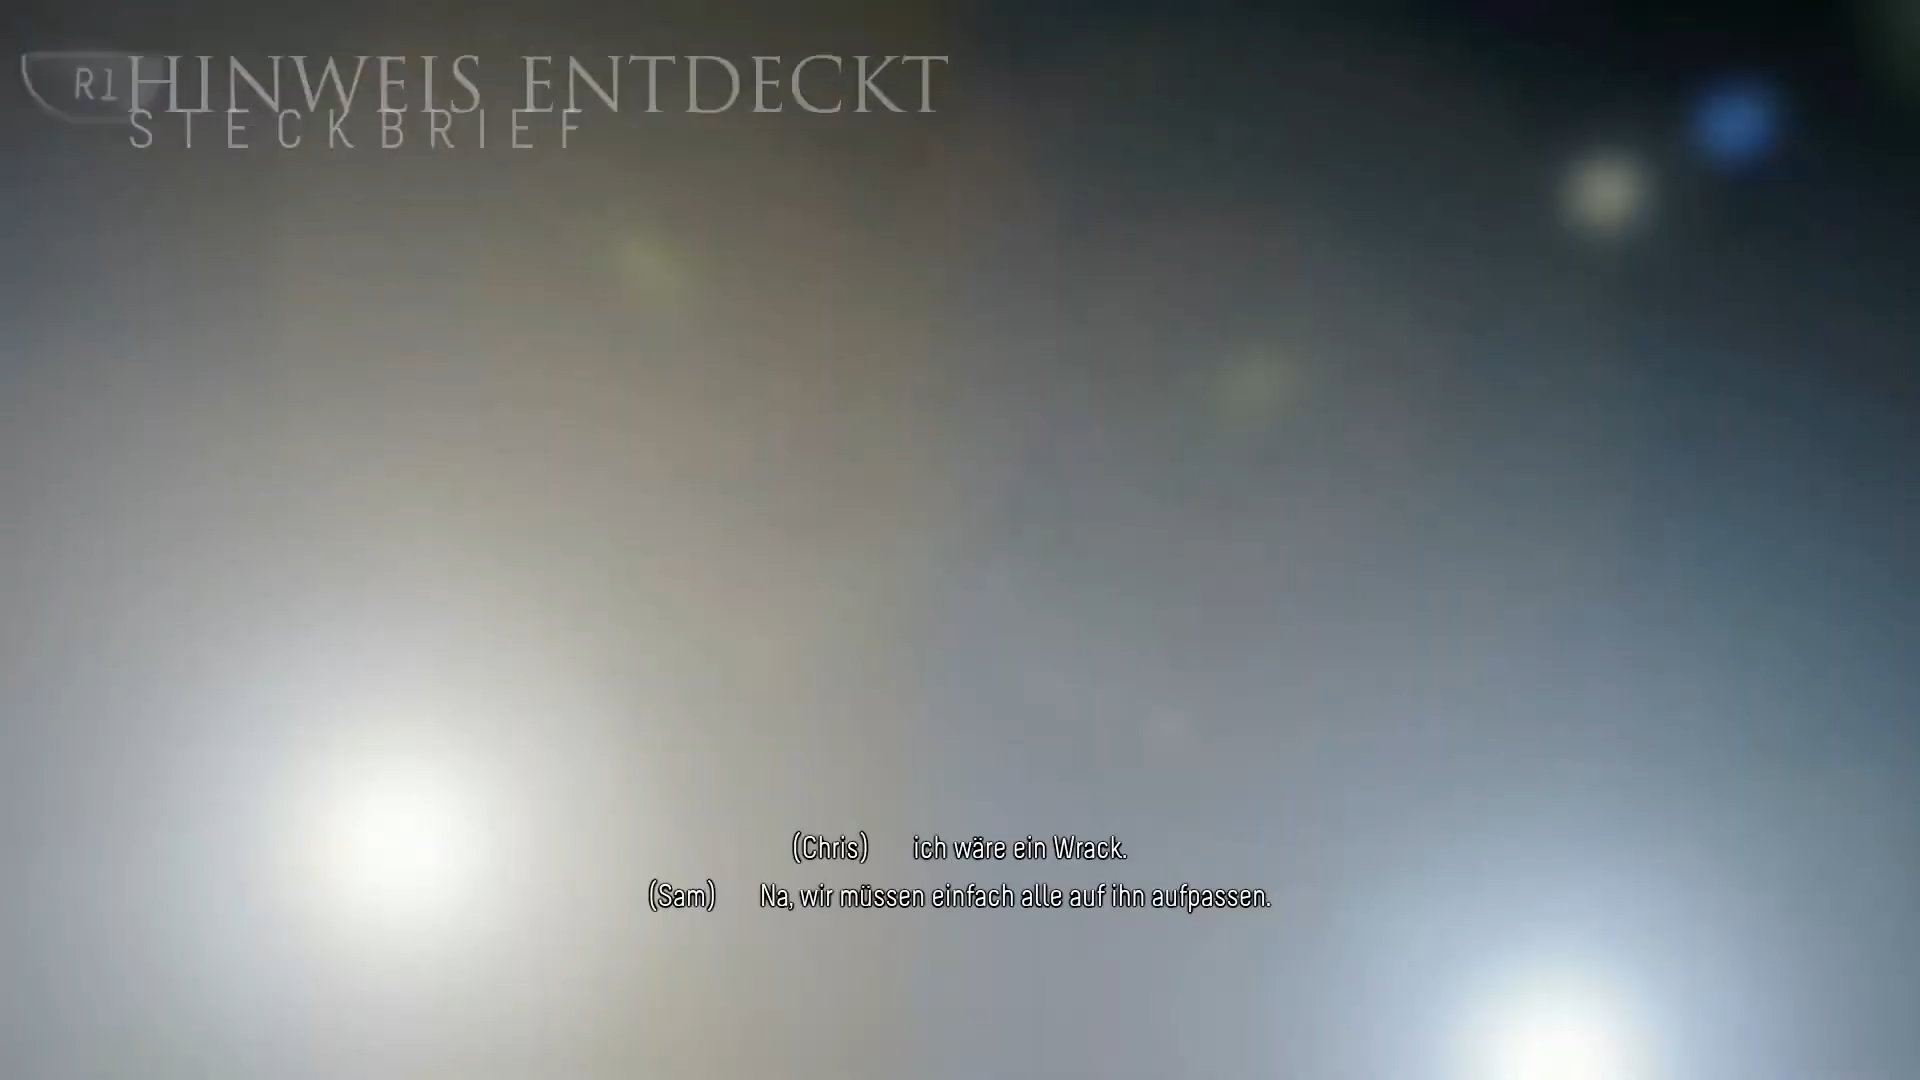 R1
HINWEIS ENTDECKT
STECKBRIEF
(Chris) ich wäre ein Wrack.
(Sam) Na, wir müssen einfach alle auf ihn aufpassen.